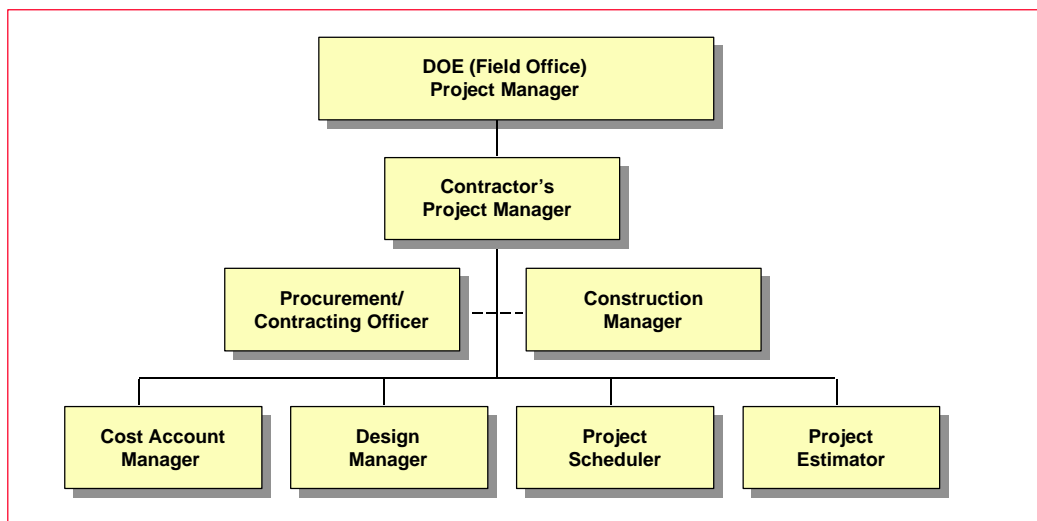 DOE (Field Office)
Project Manager
Contractor's
Project Manager
Procurement/
Contracting Officer
Construction
Manager
Cost Account
Manager
Design
Manager
Project
Scheduler
Project
Estimator